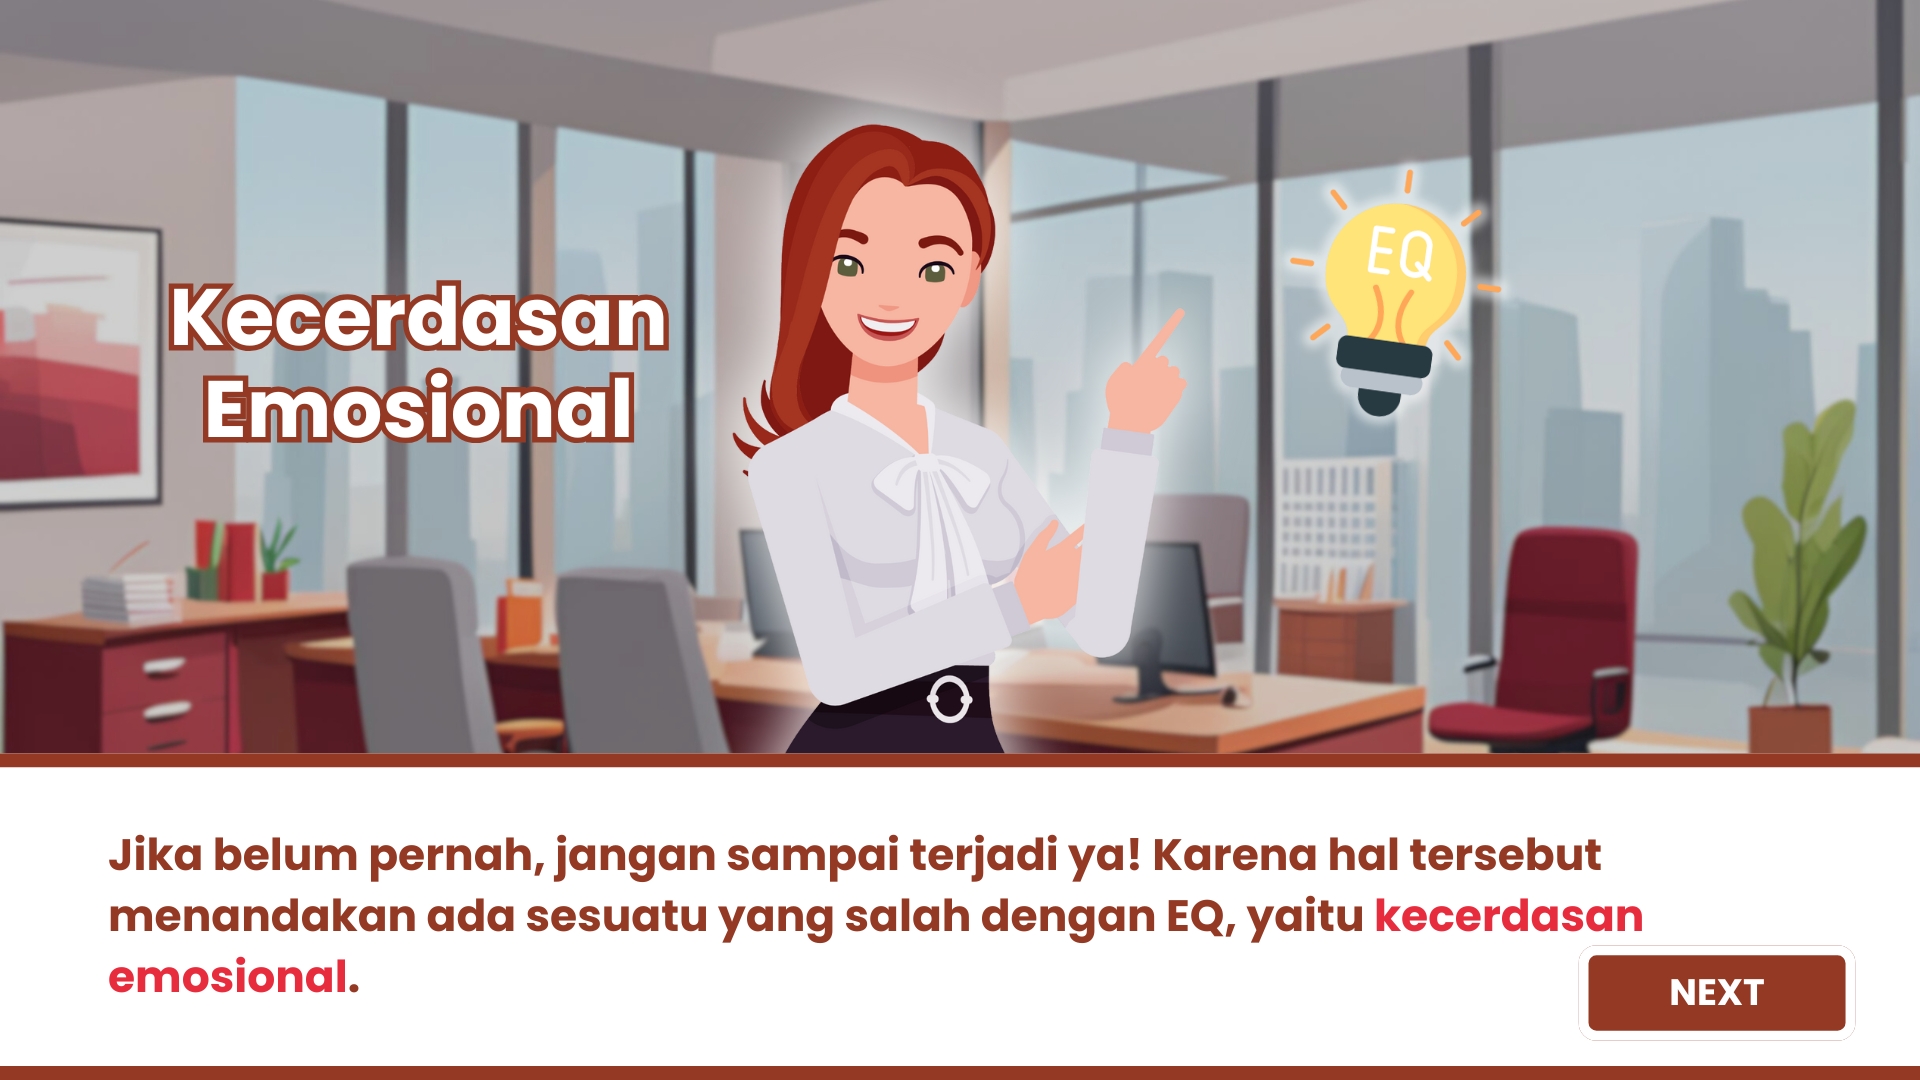 Kecerdasan
Emosional
EQ
Jika belum pernah, jangan sampai terjadi ya! Karena hal tersebut
menandakan ada sesuatu yang salah dengan EQ, yaitu kecerdasan
emosional.
NEXT